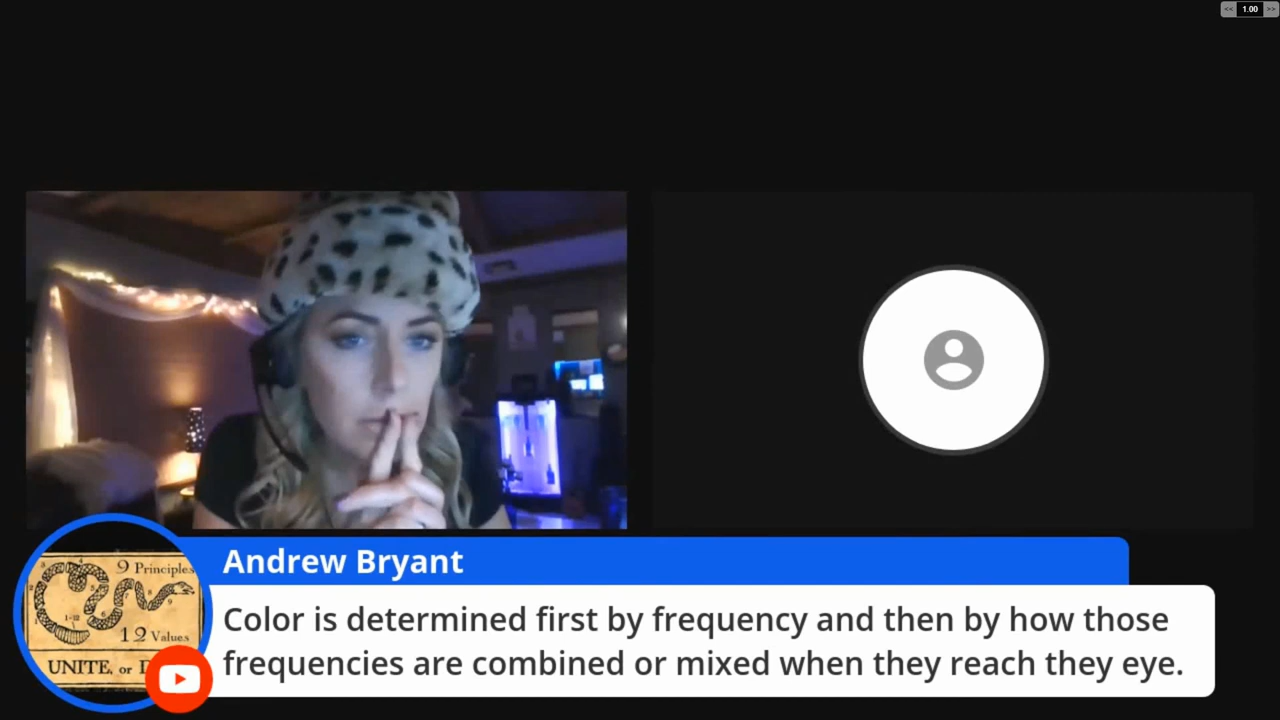 << 1.00 >>
Andrew Bryant
Color is determined first by frequency and then by how those
frequencies are combined or mixed when they reach they eye.
9 Principles
12 Values
UNITE, or